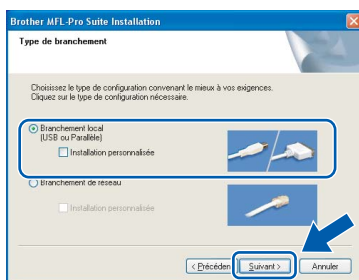 Brother MFL-Pro Suite Installation
Type de branchement
Choisissez le type de configuration convenant le mieux à vos exigences.
Cliquez sur le type de configuration nécessaire.
Branchement local
(USB ou Parallèle)
Installation personnalisée
Branchement de réseau
Installation personnalisée
< Précéden Suivant > Annuler